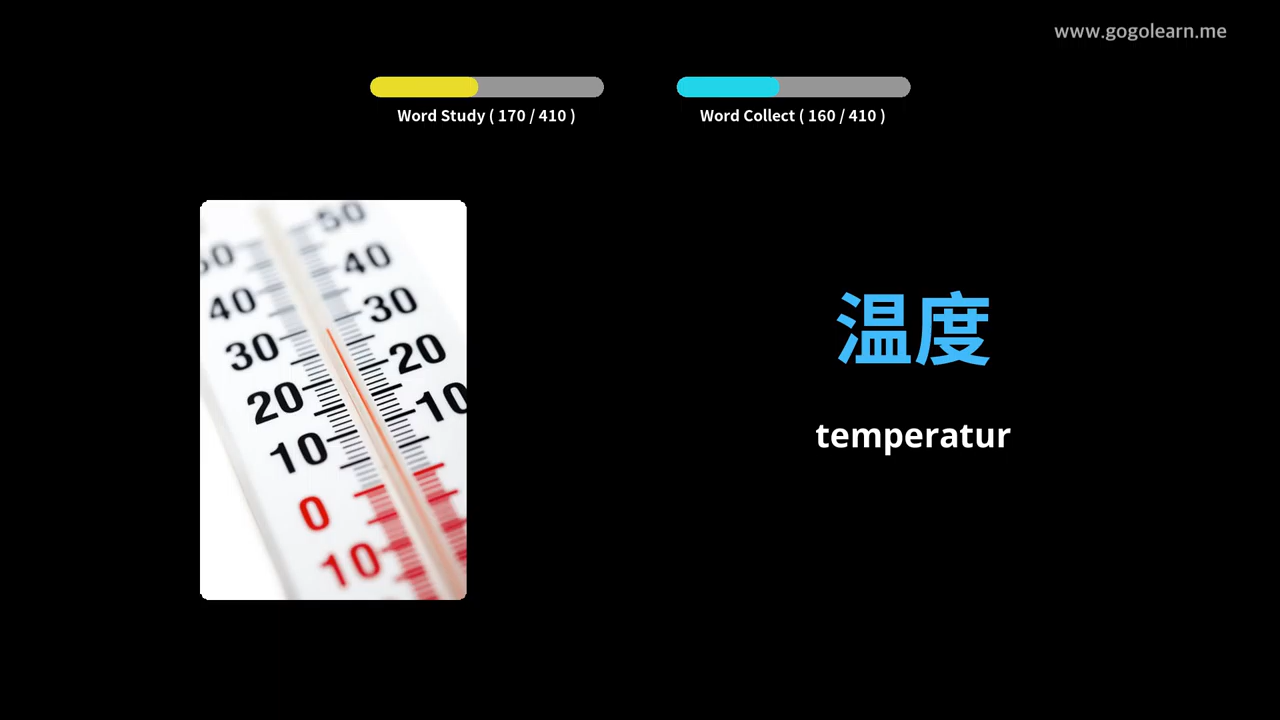 www.gogolearn.me
Word Study ( 170 / 410 )
Word Collect ( 160 / 410 )
温度
temperatur
50
50
40
40
30
30
20
20
10
10
0
10